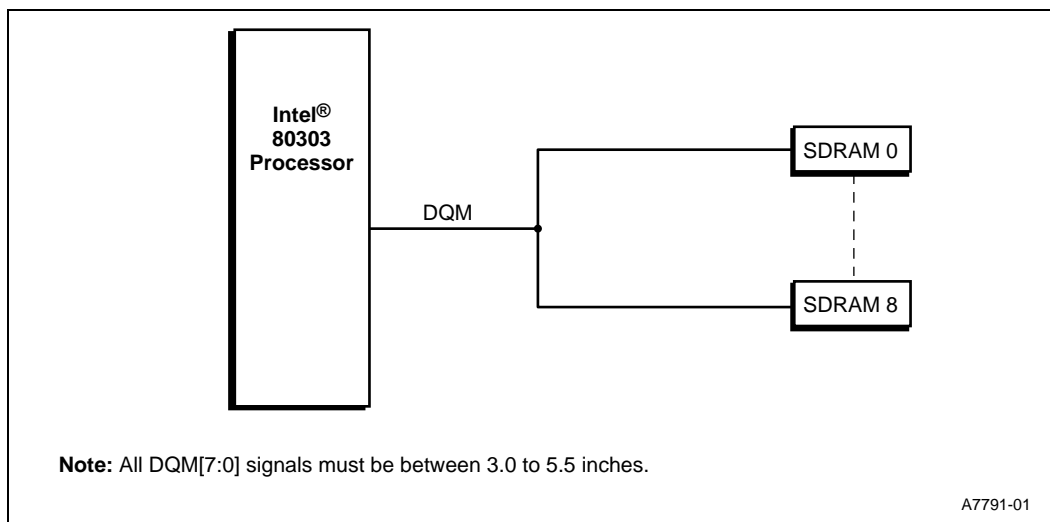 Intel®
80303
Processor
DQM
SDRAM 0
SDRAM 8
Note: All DQM[7:0] signals must be between 3.0 to 5.5 inches.
A7791-01